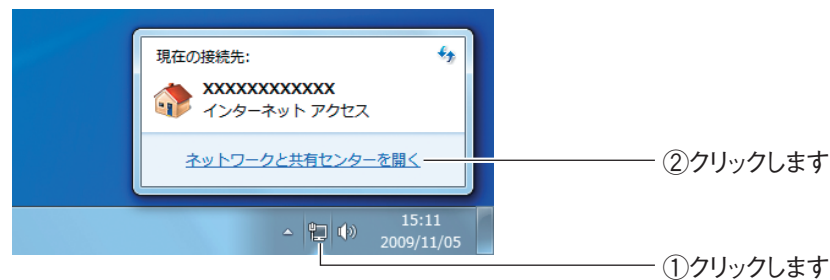 現在の接続先:
XXXXXXXXXXXX
インターネット アクセス
ネットワークと共有センターを開く
②クリックします
15:11
2009/11/05
①クリックします